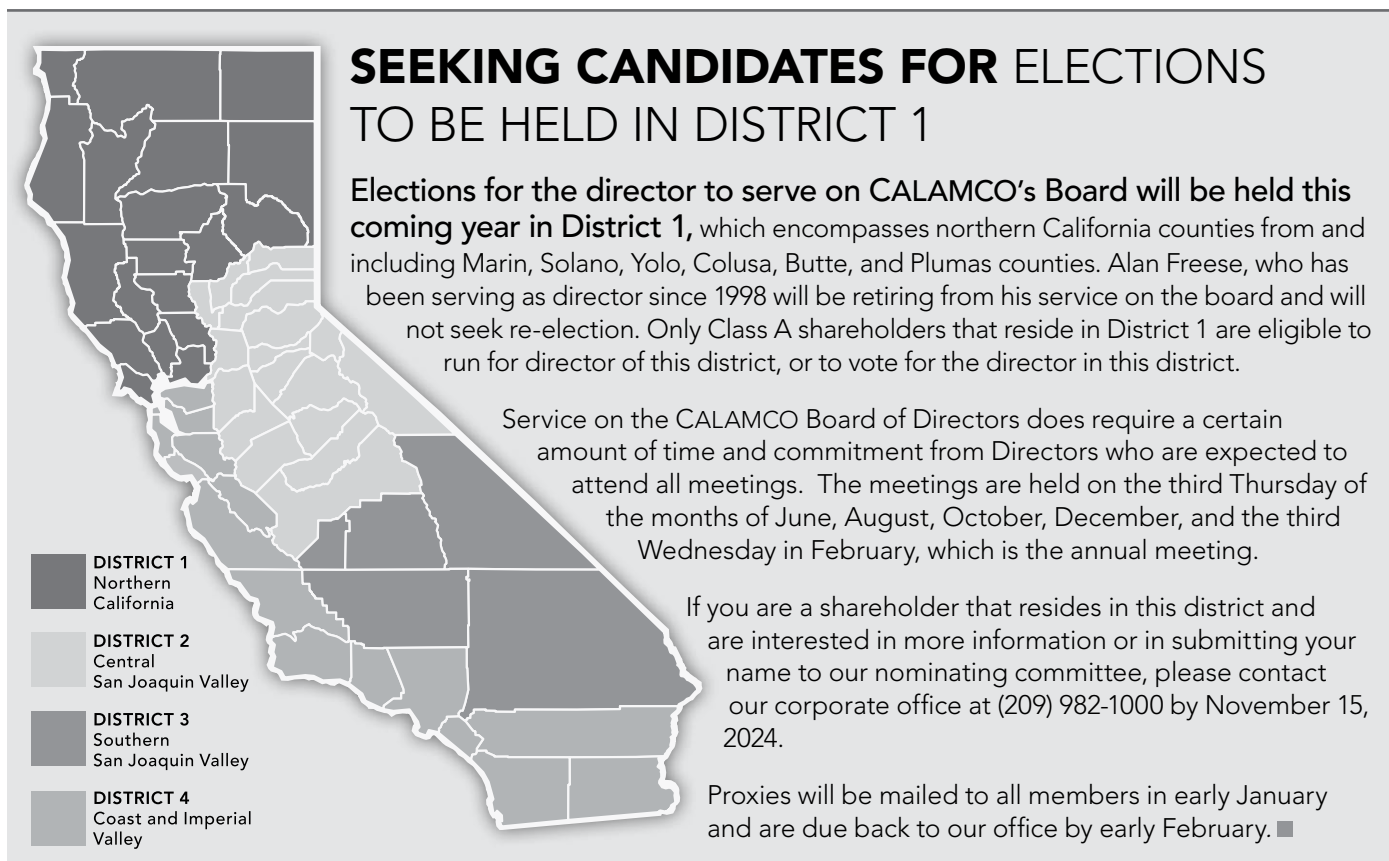 SEEKING CANDIDATES FOR ELECTIONS
TO BE HELD IN DISTRICT 1
Elections for the director to serve on CALAMCO's Board will be held this
coming year in District 1, which encompasses northern California counties from and
including Marin, Solano, Yolo, Colusa, Butte, and Plumas counties. Alan Freese, who has
been serving as director since 1998 will be retiring from his service on the board and will
not seek re-election. Only Class A shareholders that reside in District 1 are eligible to
run for director of this district, or to vote for the director in this district.
Service on the CALAMCO Board of Directors does require a certain
amount of time and commitment from Directors who are expected to
attend all meetings.  The meetings are held on the third Thursday of
the months of June, August, October, December, and the third
Wednesday in February, which is the annual meeting.
If you are a shareholder that resides in this district and
are interested in more information or in submitting your
name to our nominating committee, please contact
our corporate office at (209) 982-1000 by November 15,
2024.
Proxies will be mailed to all members in early January
and are due back to our office by early February.
DISTRICT 1
Northern
California
DISTRICT 2
Central
San Joaquin Valley
DISTRICT 3
Southern
San Joaquin Valley
DISTRICT 4
Coast and Imperial
Valley